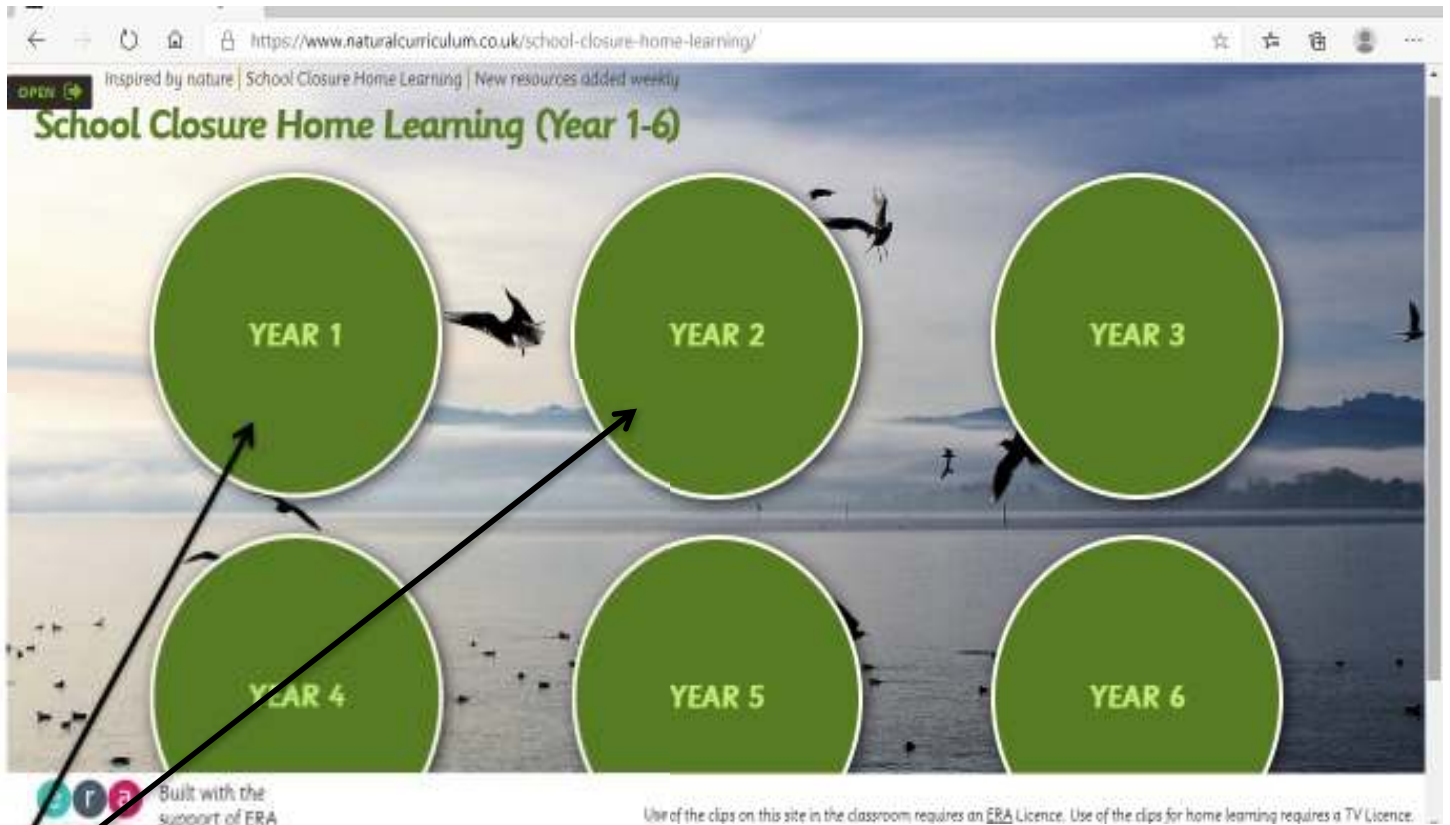 https://www.naturalcurriculum.co.uk/school-closure-home-learning/
Inspired by nature | School Closure Home Learning | New resources added weekly
OPEN
School Closure Home Learning (Year 1-6)
YEAR 1
YEAR 2
YEAR 3
YEAR 4
YEAR 5
YEAR 6
era
Built with the
support of ERA
Use of the clips on this site in the classroom requires an ERA Licence. Use of the clips for home learning requires a TV Licence.